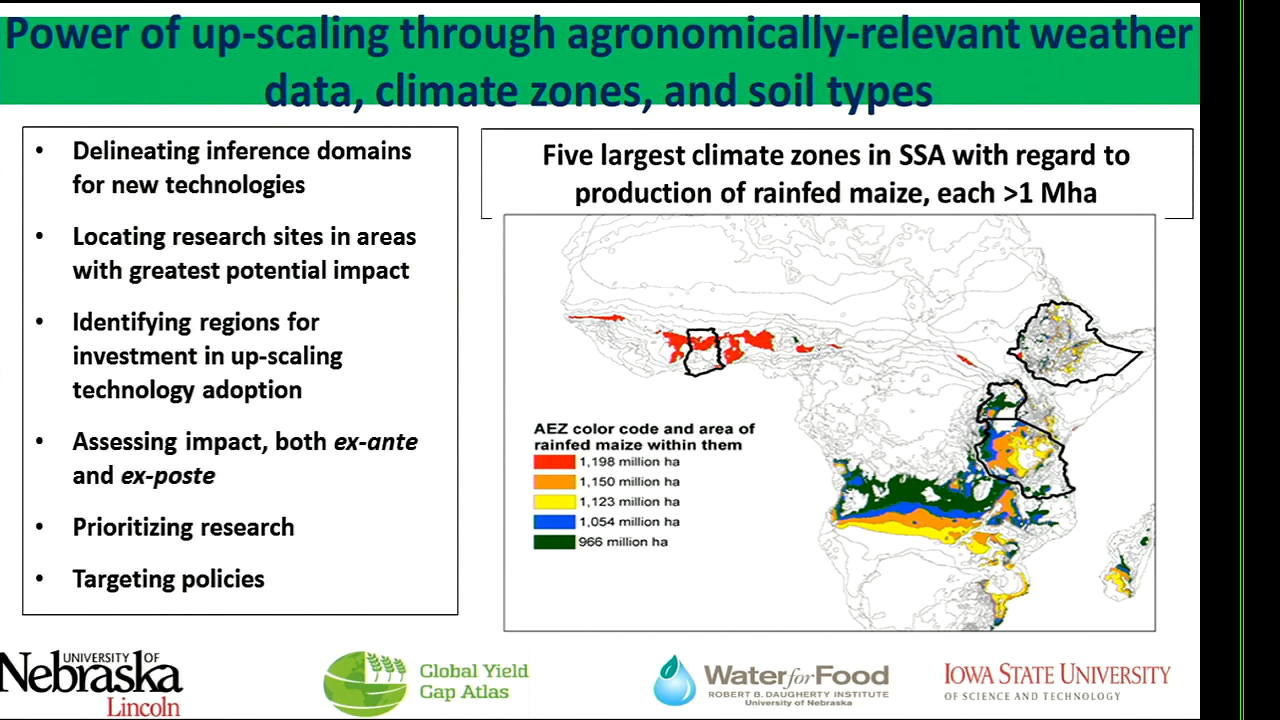 Power of up-scaling through agronomically-relevant weather
data, climate zones, and soil types
• Delineating inference domains
for new technologies
• Locating research sites in areas
with greatest potential impact
• Identifying regions for
investment in up-scaling
technology adoption
• Assessing impact, both ex-ante
and ex-poste
• Prioritizing research
• Targeting policies
Five largest climate zones in SSA with regard to
production of rainfed maize, each >1 Mha
AEZ color code and area of
rainfed maize within them
1,198 million ha
1,150 million ha
1,123 million ha
1,054 million ha
966 million ha
UNIVERSITY OF
Nebraska
Lincoln
Global Yield
Gap Atlas
Water for Food
ROBERT B. DAUGHERTY INSTITUTE
University of Nebraska
IOWA STATE UNIVERSITY
OF SCIENCE AND TECHNOLOGY